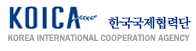 KOICA 한국국제협력단
KOREA INTERNATIONAL COOPERATION AGENCY